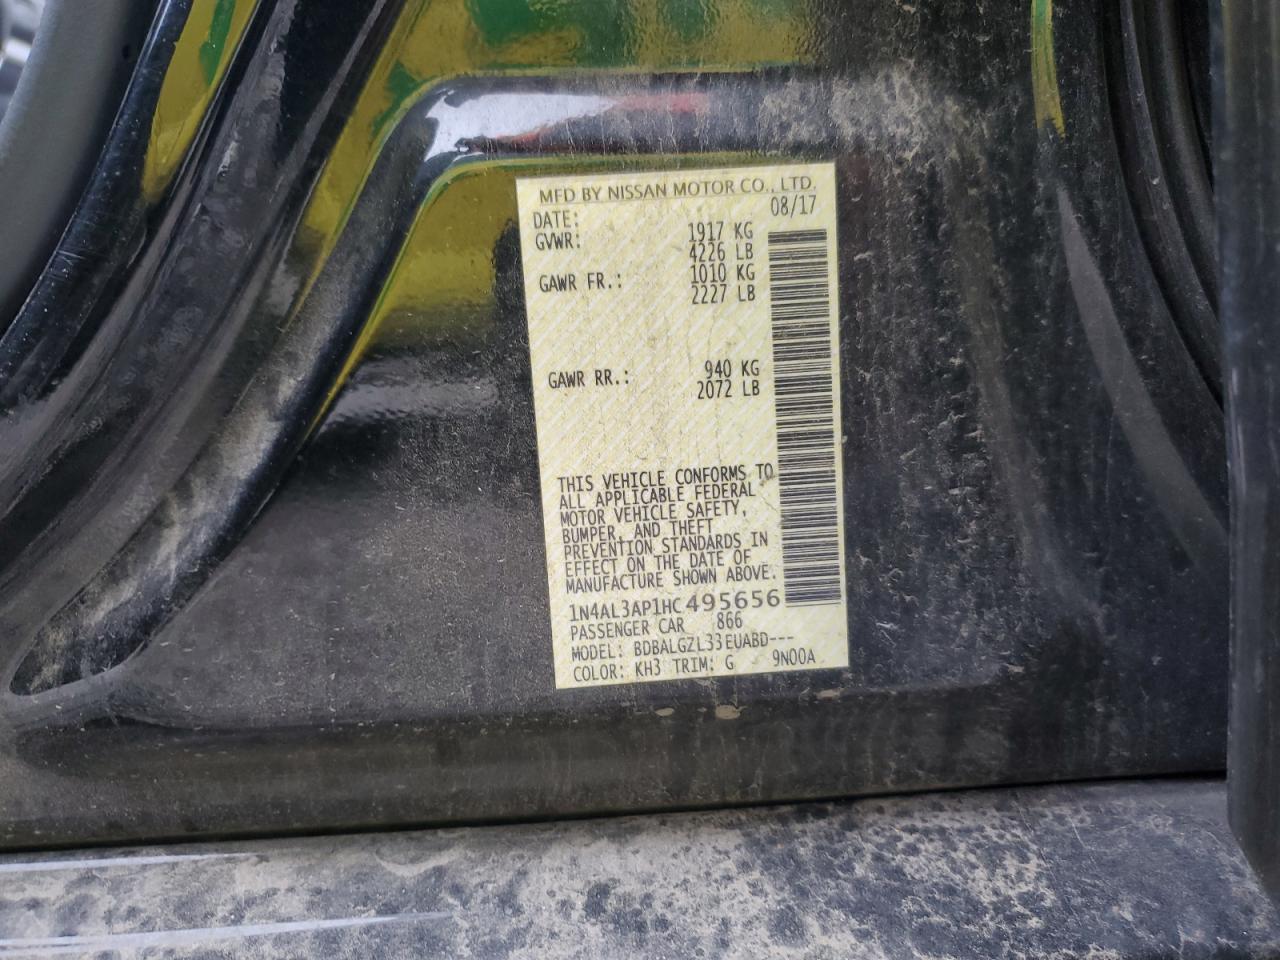 MFD BY NISSAN MOTOR CO., LTD.
DATE: 08/17
GVWR: 1917 KG
4226 LB
GAWR FR.: 1010 KG
2227 LB
GAWR RR.: 940 KG
2072 LB
THIS VEHICLE CONFORMS TO
ALL APPLICABLE FEDERAL
MOTOR VEHICLE SAFETY,
BUMPER, AND THEFT
PREVENTION STANDARDS IN
EFFECT ON THE DATE OF
MANUFACTURE SHOWN ABOVE.
1N4AL3AP1HC495656
PASSENGER CAR 866
MODEL: BDBALGZL33EUABD---
COLOR: KH3 TRIM: G 9N00A